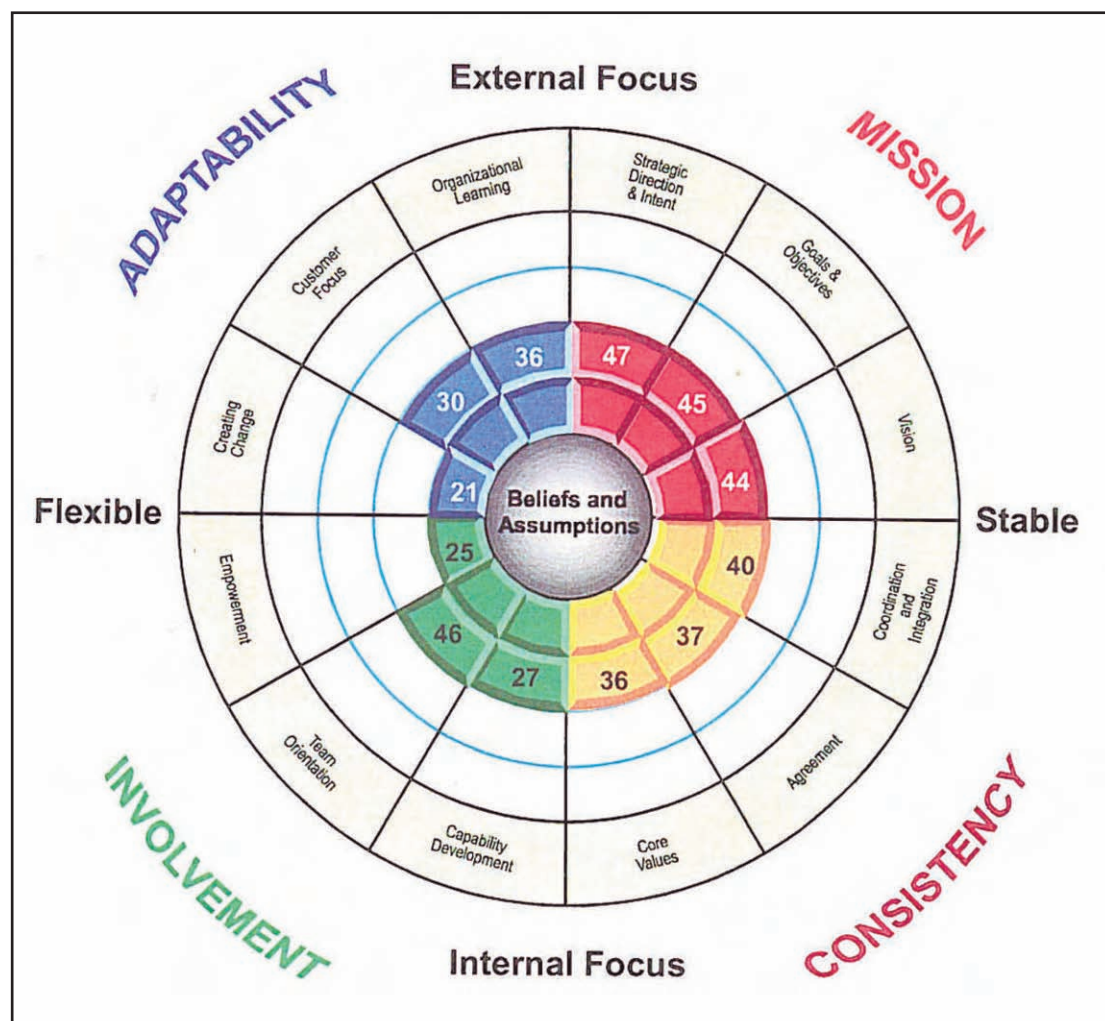 External Focus
ADAPTABILITY
MISSION
Organizational
Learning
Strategic
Direction
& Intent
Customer
Focus
Goals &
Objectives
Creating
Change
Vision
36
47
30
45
21
44
Flexible
Beliefs and
Assumptions
Stable
25
40
46
37
27
36
Empowerment
Coordination
and
Integration
Team
Orientation
Agreement
Capability
Development
Core
Values
INVOLVEMENT
CONSISTENCY
Internal Focus